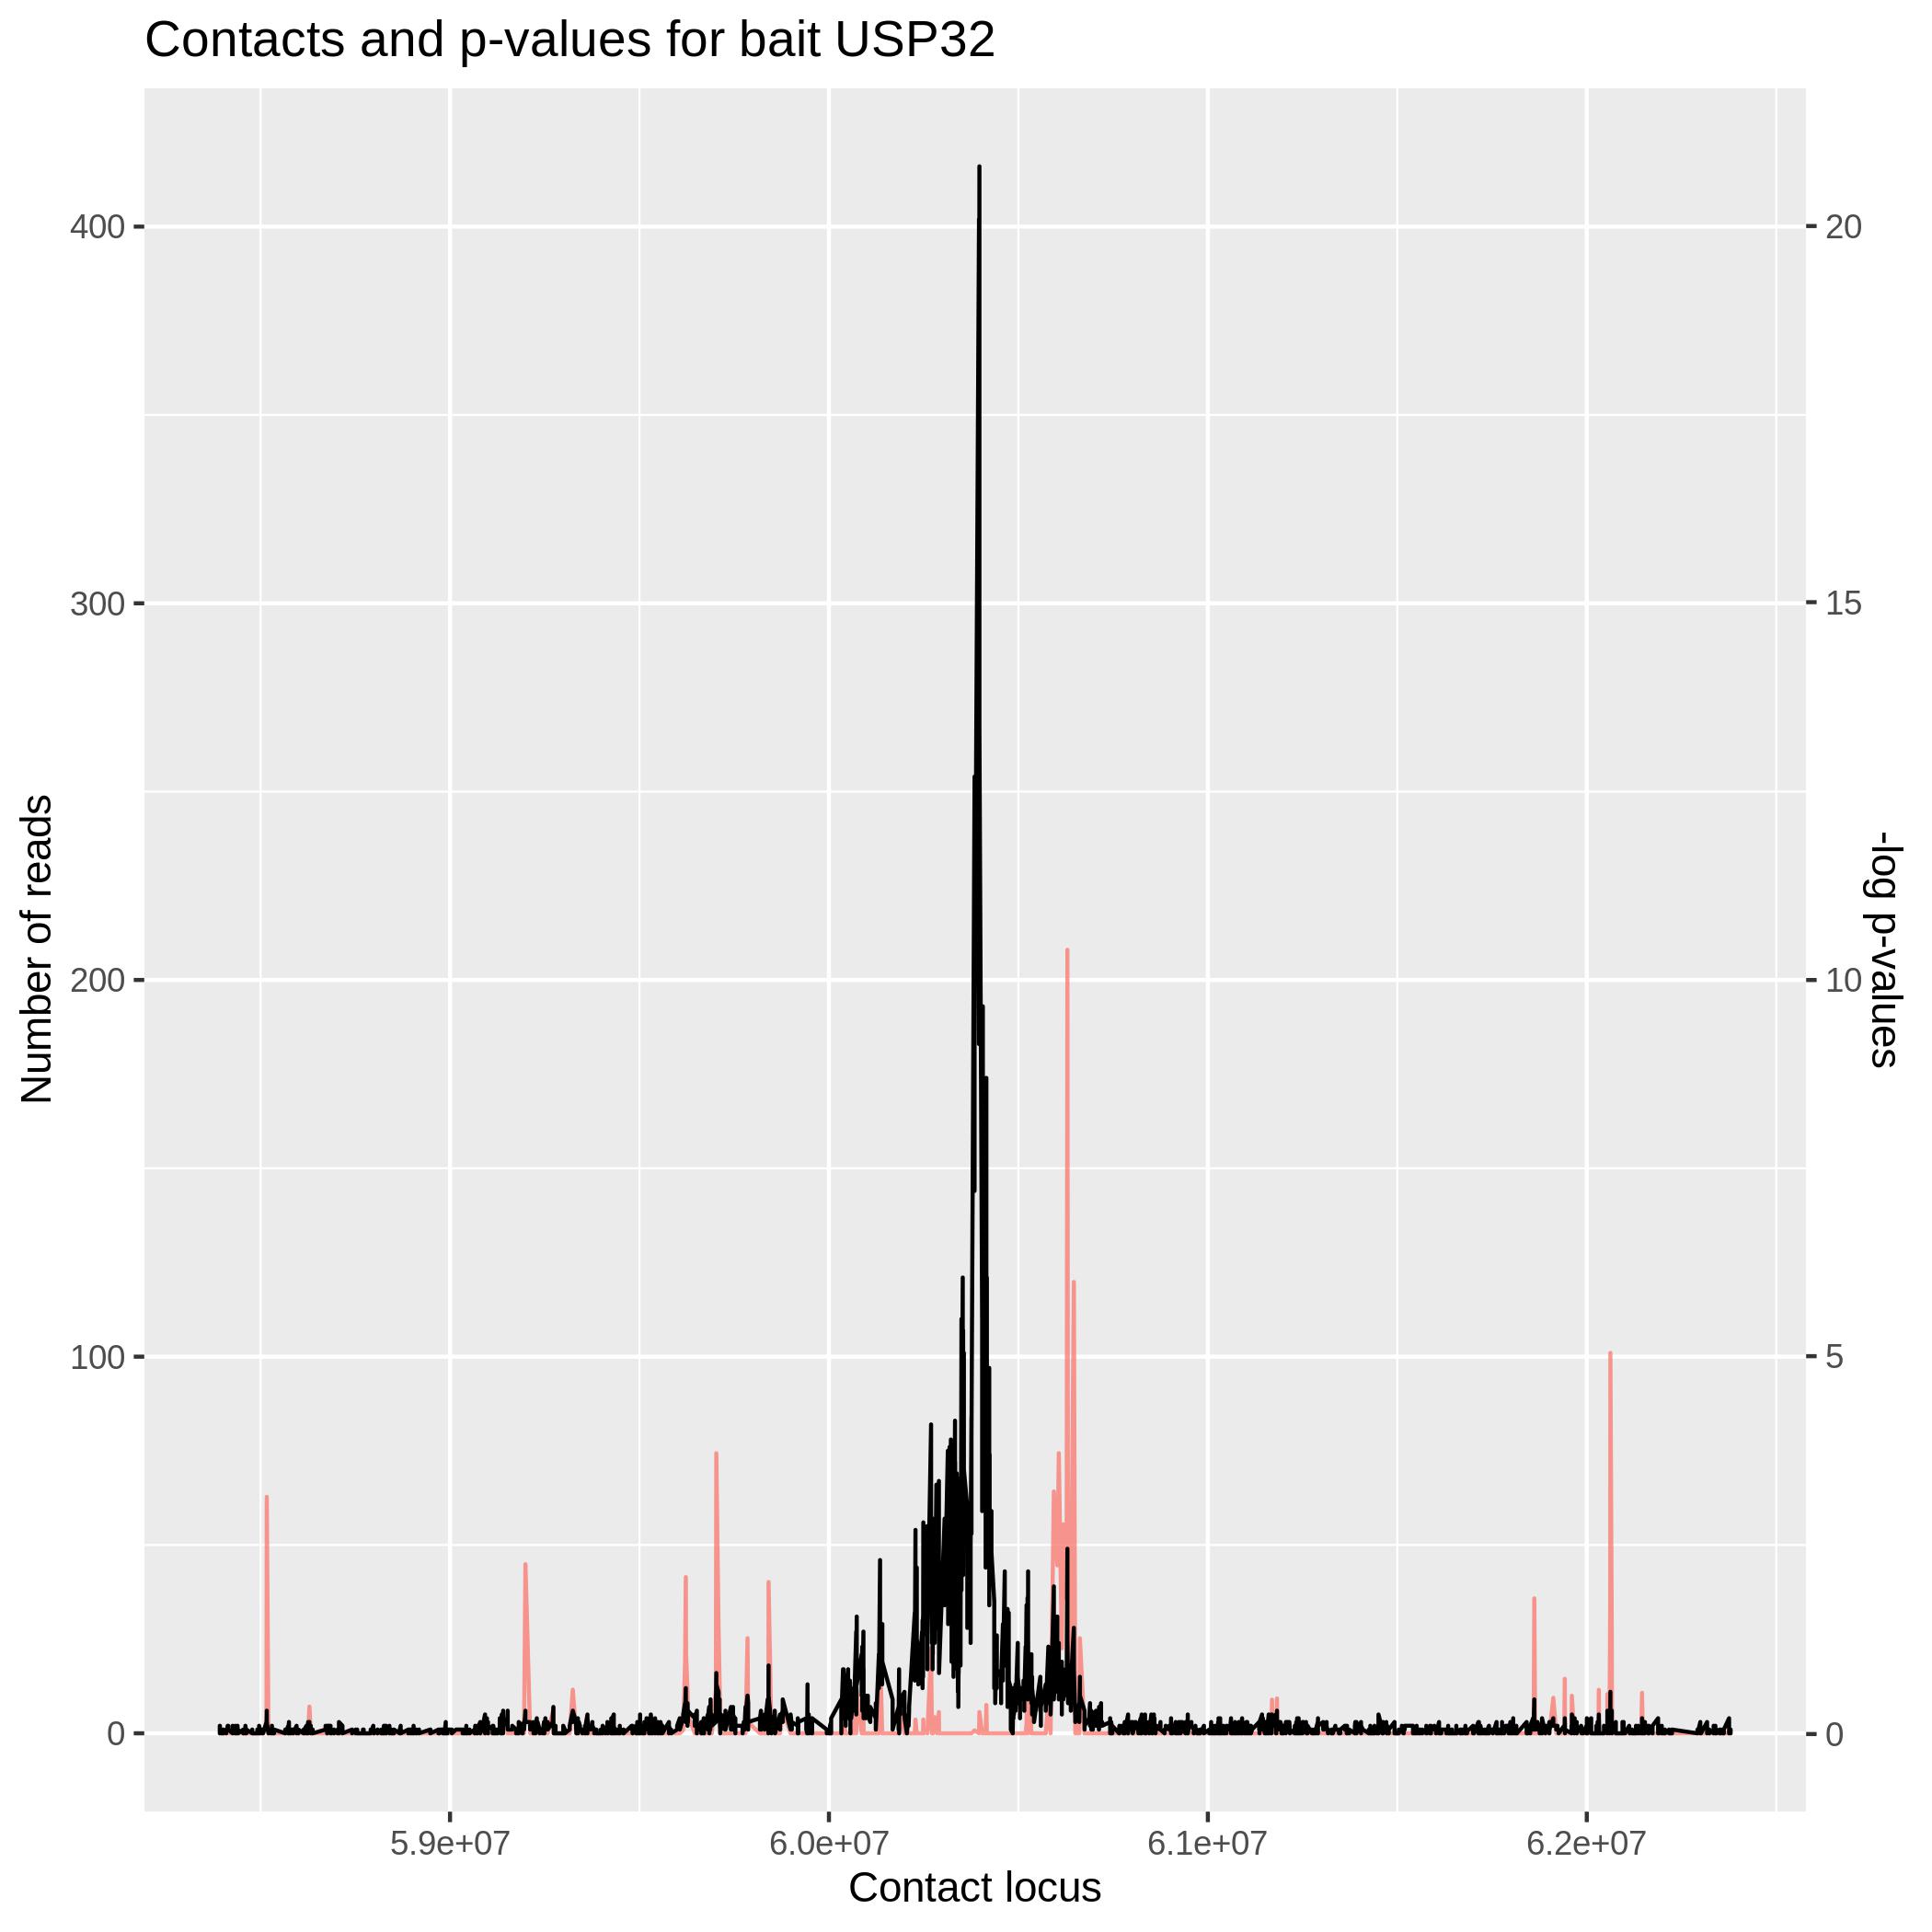 Contacts and p-values for bait USP32
400
300
200
100
0
Number of reads
20
15
10
5
0
-log p-values
5.9e+07 6.0e+07 6.1e+07 6.2e+07
Contact locus